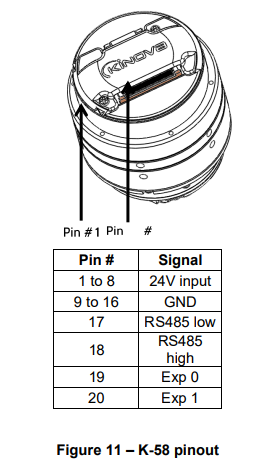 KINOVA
Pin #1 Pin #
Pin # Signal
1 to 8 24V input
9 to 16 GND
17 RS485 low
18 RS485 high
19 Exp 0
20 Exp 1
Figure 11 – K-58 pinout